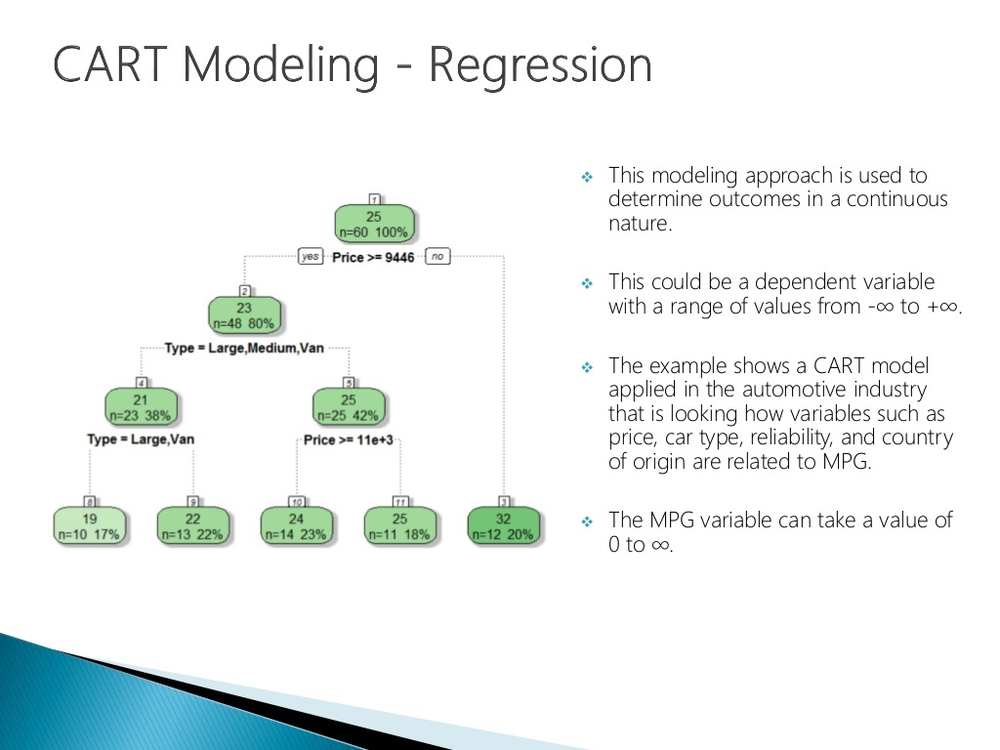 CART Modeling - Regression
1
25
n=60 100%
yes Price >= 9446 no
2
23
n=48 80%
Type = Large,Medium,Van
4
21
n=23 38%
Type = Large,Van
5
25
n=25 42%
Price >= 11e+3
8
19
n=10 17%
9
22
n=13 22%
10
24
n=14 23%
11
25
n=11 18%
3
32
n=12 20%
❖ This modeling approach is used to
determine outcomes in a continuous
nature.
❖ This could be a dependent variable
with a range of values from -∞ to +∞.
❖ The example shows a CART model
applied in the automotive industry
that is looking how variables such as
price, car type, reliability, and country
of origin are related to MPG.
❖ The MPG variable can take a value of
0 to ∞.